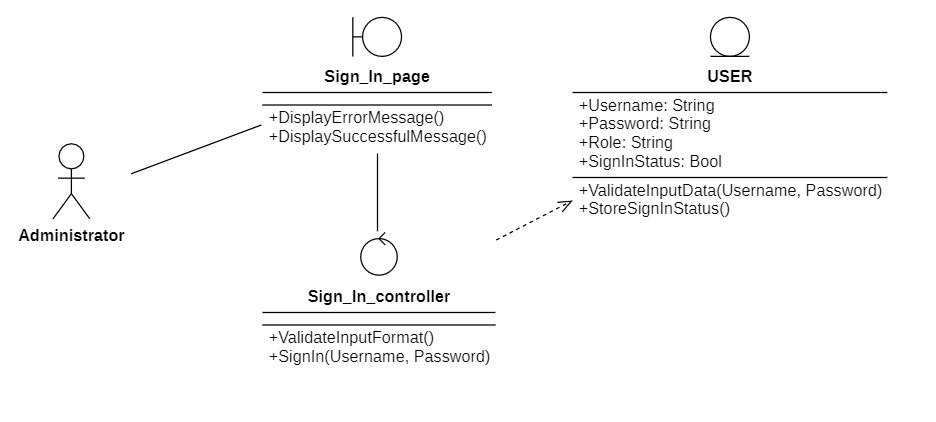 Sign_In_page
+DisplayErrorMessage()
+DisplaySuccessfulMessage()
USER
+Username: String
+Password: String
+Role: String
+SignInStatus: Bool
+ValidateInputData(Username, Password)
+StoreSignInStatus()
Administrator
Sign_In_controller
+ValidateInputFormat()
+SignIn(Username, Password)